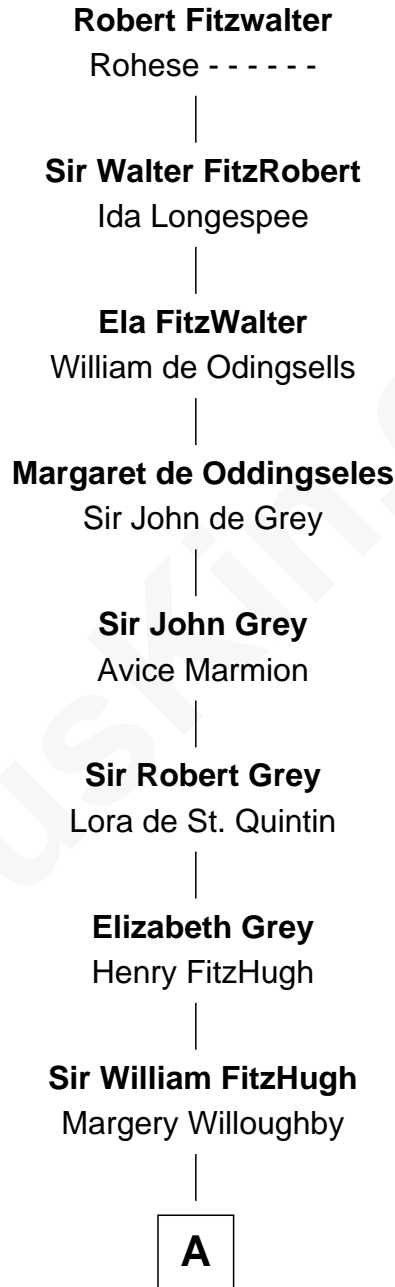 Robert Fitzwalter
Rohese - - - - - -
Sir Walter FitzRobert
Ida Longespee
Ela FitzWalter
William de Odingsells
Margaret de Oddingseles
Sir John de Grey
Sir John Grey
Avice Marmion
Sir Robert Grey
Lora de St. Quintin
Elizabeth Grey
Henry FitzHugh
Sir William FitzHugh
Margery Willoughby
A